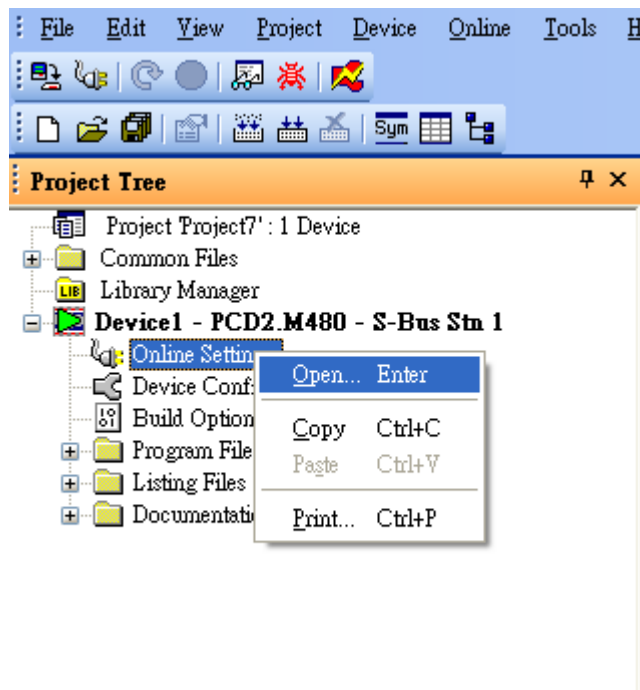 File Edit View Project Device Online Tools H
Sym
Project Tree
Project 'Project7' : 1 Device
Common Files
LIB Library Manager
Device1 - PCD2.M480 - S-Bus Stn 1
Online Settin
Device Conf
Build Option
Program File
Listing Files
Documentati
Open... Enter
Copy Ctrl+C
Paste Ctrl+V
Print... Ctrl+P